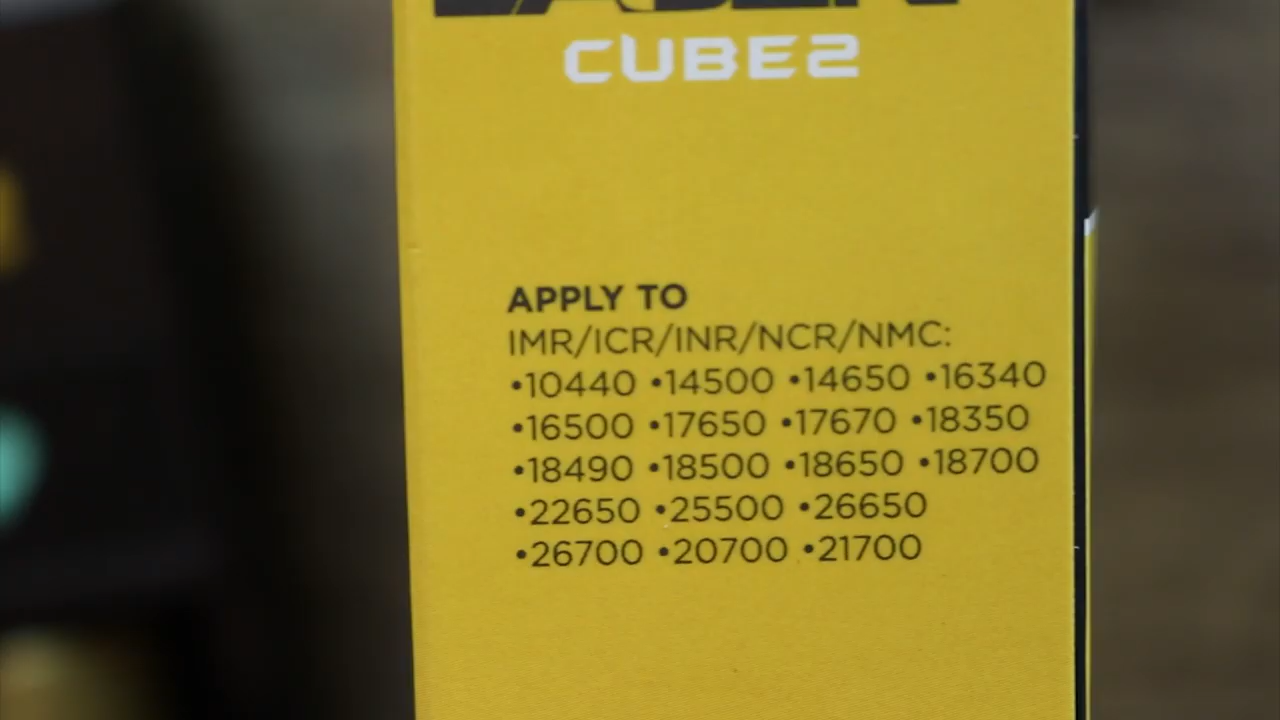 CUBE2
APPLY TO
IMR/ICR/INR/NCR/NMC:
•10440 •14500 •14650 •16340
•16500 •17650 •17670 •18350
•18490 •18500 •18650 •18700
•22650 •25500 •26650
•26700 •20700 •21700